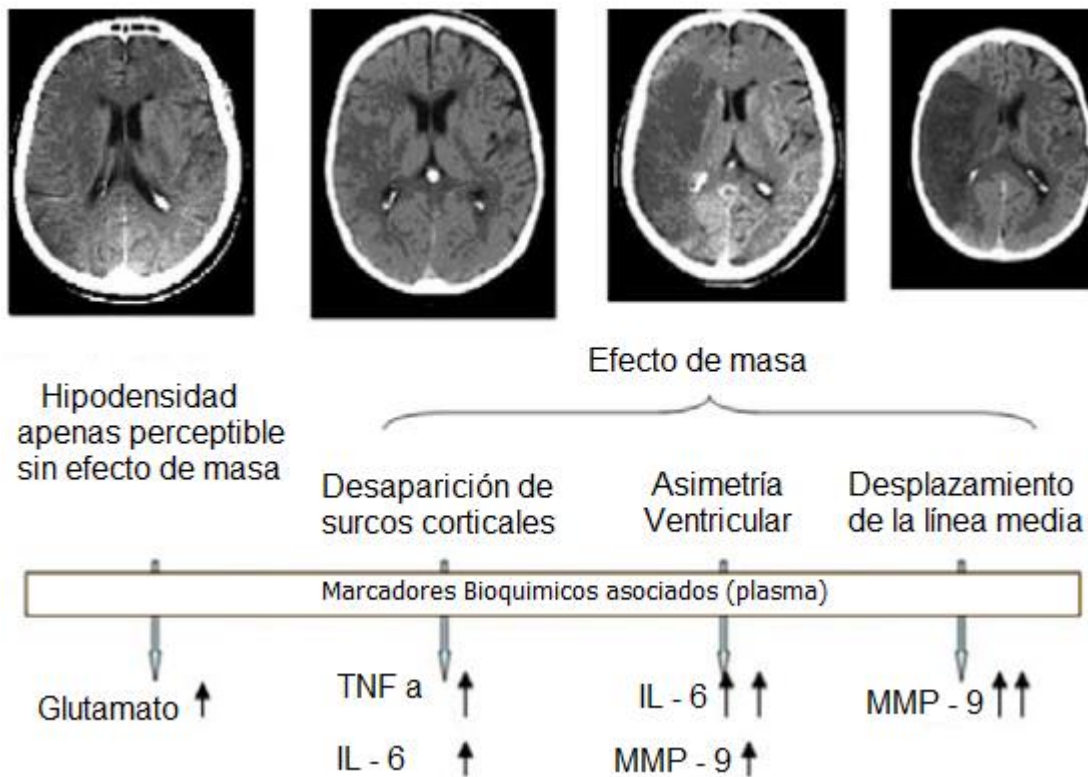 Efecto de masa
Hipodensidad
apenas perceptible
sin efecto de masa
Desaparición de
surcos corticales
Asimetría
Ventricular
Desplazamiento
de la línea media
Marcadores Bioquimicos asociados (plasma)
Glutamato
TNF a
IL - 6
IL - 6
MMP - 9
MMP - 9